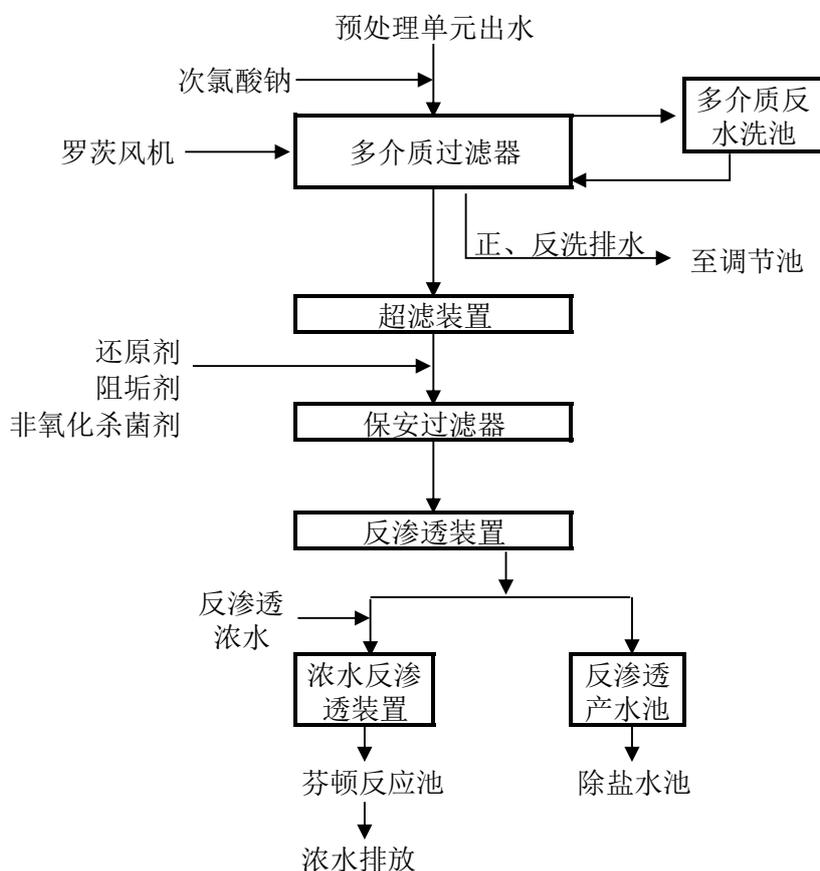 预处理单元出水
次氯酸钠
多介质反
水洗池
罗茨风机
多介质过滤器
正、反洗排水
至调节池
超滤装置
还原剂
阻垢剂
非氧化杀菌剂
保安过滤器
反渗透装置
反渗透
浓水
浓水反渗
透装置
反渗透
产水池
芬顿反应池
除盐水池
浓水排放